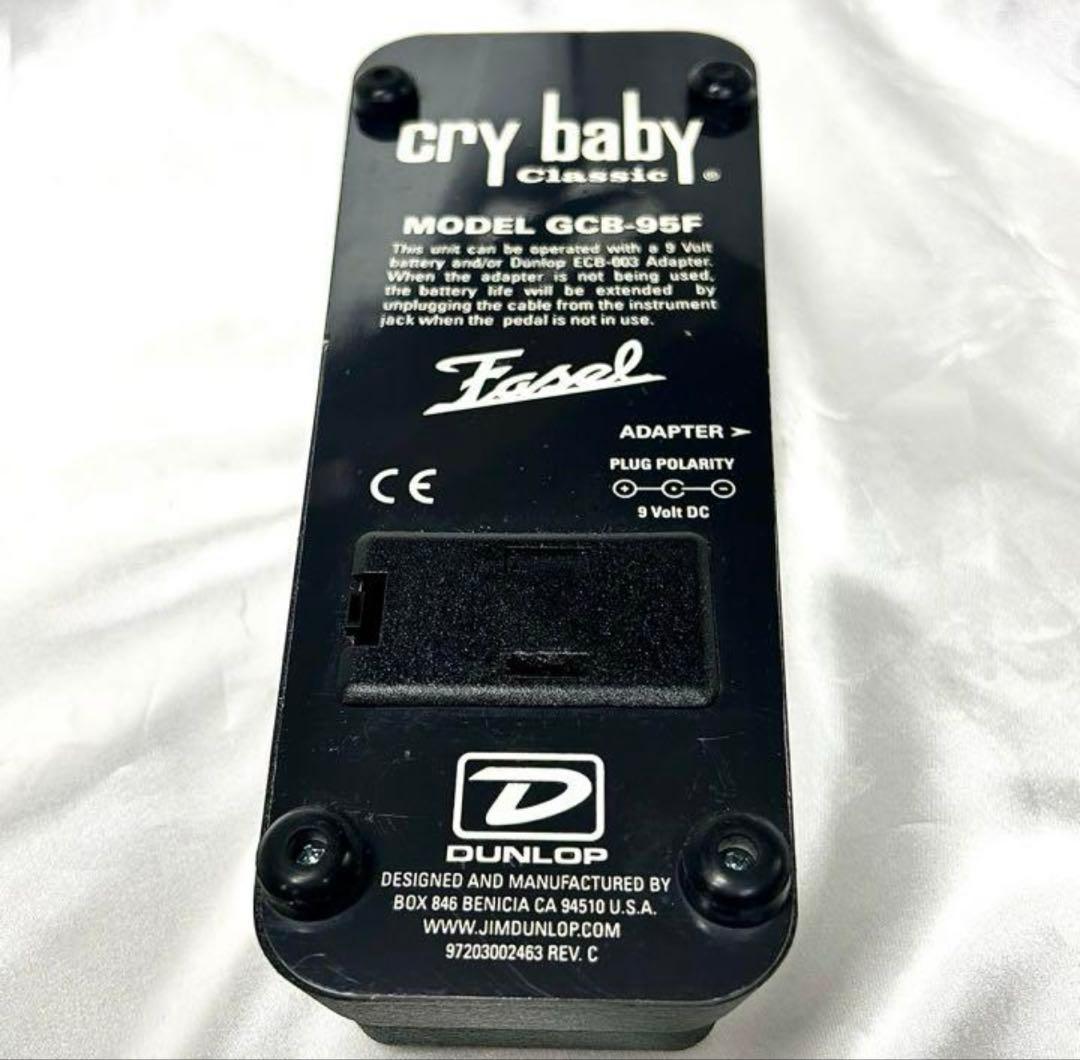 cry baby
Classic ®
MODEL GCB-95F
This unit can be operated with a 9 Volt
battery and/or Dunlop ECB-003 Adapter.
When the adapter is not being used,
the battery life will be extended by
unplugging the cable from the instrument
jack when the pedal is not in use.
Fasel
ADAPTER
PLUG POLARITY
+ • -
9 Volt DC
CE
D
DUNLOP
DESIGNED AND MANUFACTURED BY
BOX 846 BENICIA CA 94510 U.S.A.
WWW.JIMDUNLOP.COM
97203002463 REV. C